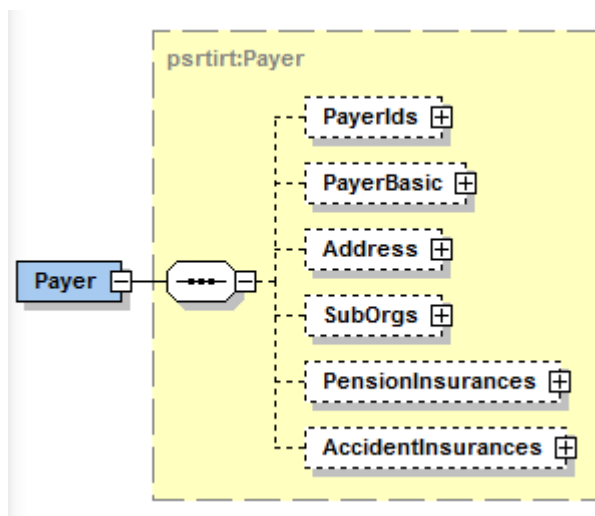 psrtirt:Payer
PayerIds
PayerBasic
Address
Payer
SubOrgs
PensionInsurances
AccidentInsurances